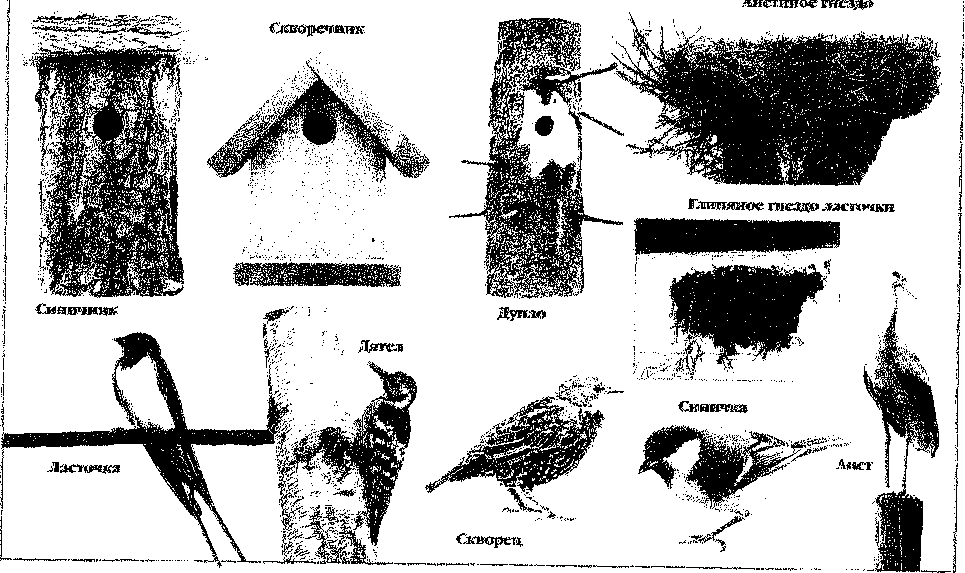 Аистиное гнездо
Скворечник
Глиняное гнездо ласточки
Синичник
Дупло
Дятел
Синичка
Ласточка
Аист
Скворец